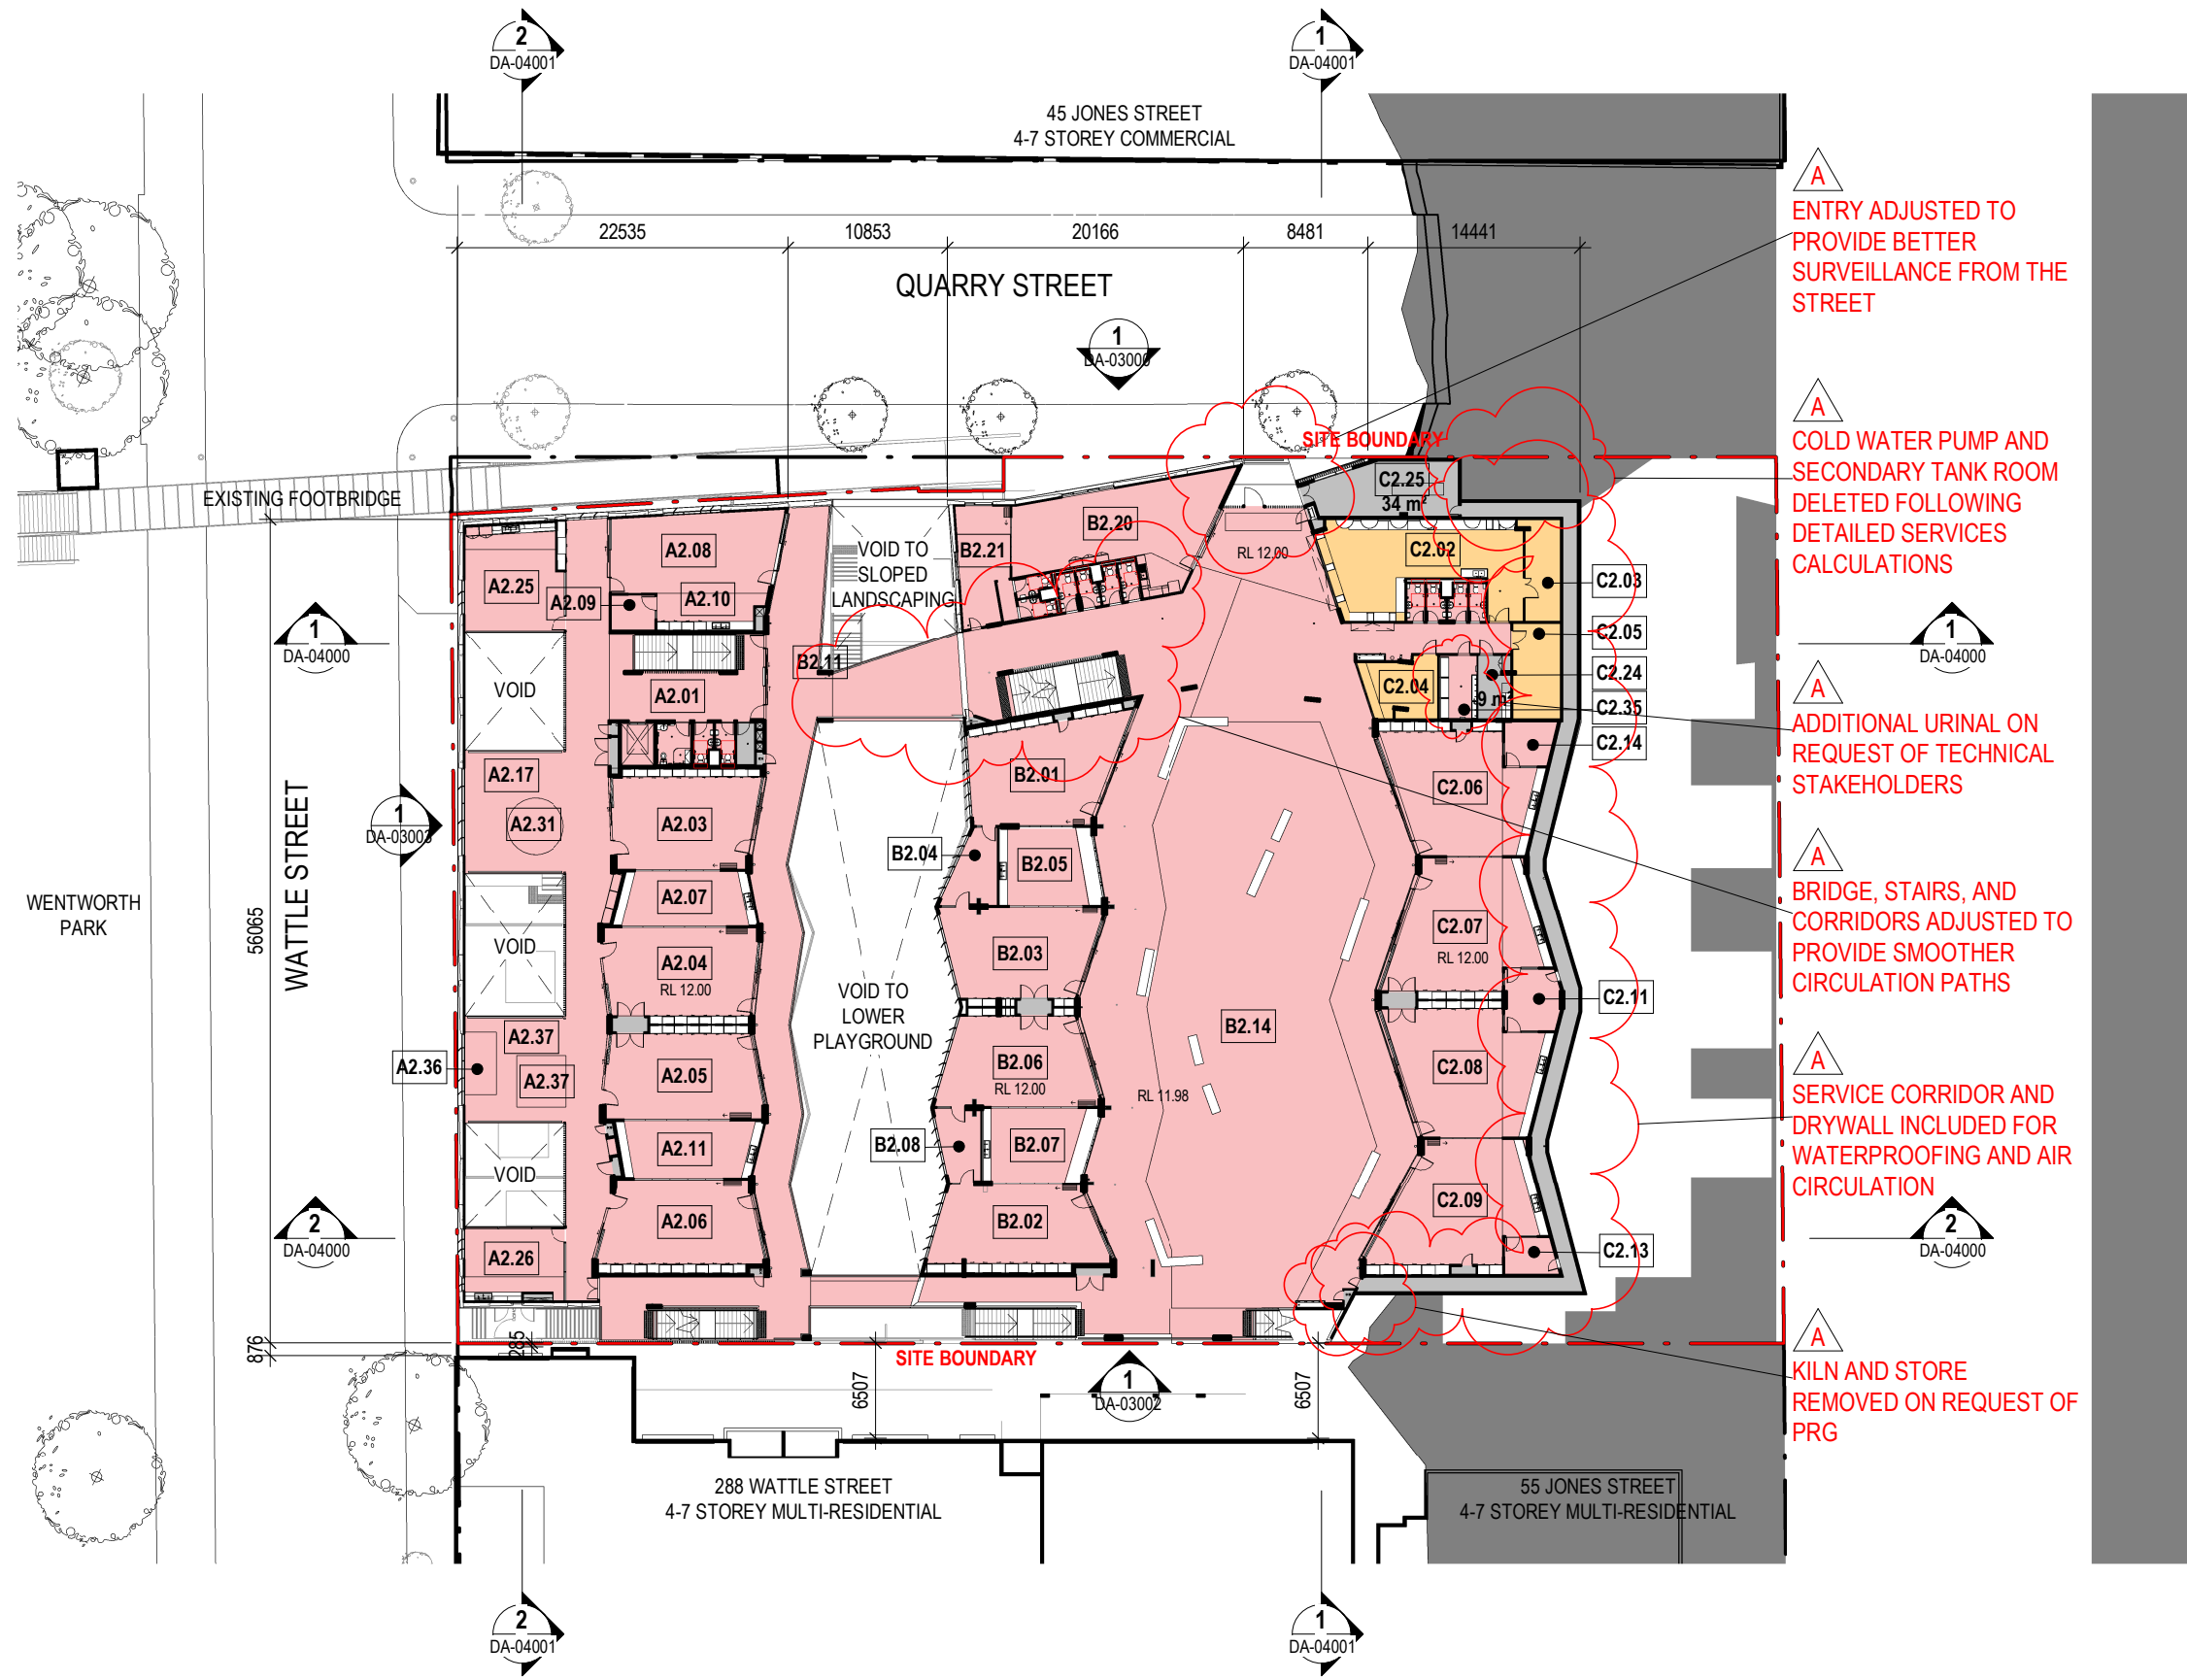 2
DA-04001
1
DA-04001
45 JONES STREET
4-7 STOREY COMMERCIAL
22535
10853
20166
8481
14441
QUARRY STREET
1
DA-03000
A
ENTRY ADJUSTED TO
PROVIDE BETTER
SURVEILLANCE FROM THE
STREET
A
COLD WATER PUMP AND
SECONDARY TANK ROOM
DELETED FOLLOWING
DETAILED SERVICES
CALCULATIONS
SITE BOUNDARY
EXISTING FOOTBRIDGE
C2.25
34 m²
A2.25
A2.08
A2.09
A2.10
VOID TO
SLOPED
LANDSCAPING
B2.21
B2.20
RL 12.00
C2.02
C2.03
C2.05
C2.24
C2.35
C2.14
C2.04
9 m²
1
DA-04000
1
DA-04000
VOID
A2.01
B2.11
A
ADDITIONAL URINAL ON
REQUEST OF TECHNICAL
STAKEHOLDERS
WATTLE STREET
A2.17
A2.31
1
DA-03003
A2.03
B2.01
C2.06
B2.04
B2.05
A2.07
A
BRIDGE, STAIRS, AND
CORRIDORS ADJUSTED TO
PROVIDE SMOOTHER
CIRCULATION PATHS
WENTWORTH
PARK
56065
VOID
A2.04
RL 12.00
B2.03
C2.07
RL 12.00
C2.11
VOID TO
LOWER
PLAYGROUND
B2.14
A2.37
A2.36
A2.37
A2.05
B2.06
RL 12.00
RL 11.98
C2.08
A
SERVICE CORRIDOR AND
DRYWALL INCLUDED FOR
WATERPROOFING AND AIR
CIRCULATION
VOID
A2.11
B2.08
B2.07
2
DA-04000
A2.06
B2.02
C2.09
2
DA-04000
A2.26
C2.13
876
285
SITE BOUNDARY
6507
1
DA-03002
6507
A
KILN AND STORE
REMOVED ON REQUEST OF
PRG
288 WATTLE STREET
4-7 STOREY MULTI-RESIDENTIAL
55 JONES STREET
4-7 STOREY MULTI-RESIDENTIAL
2
DA-04001
1
DA-04001